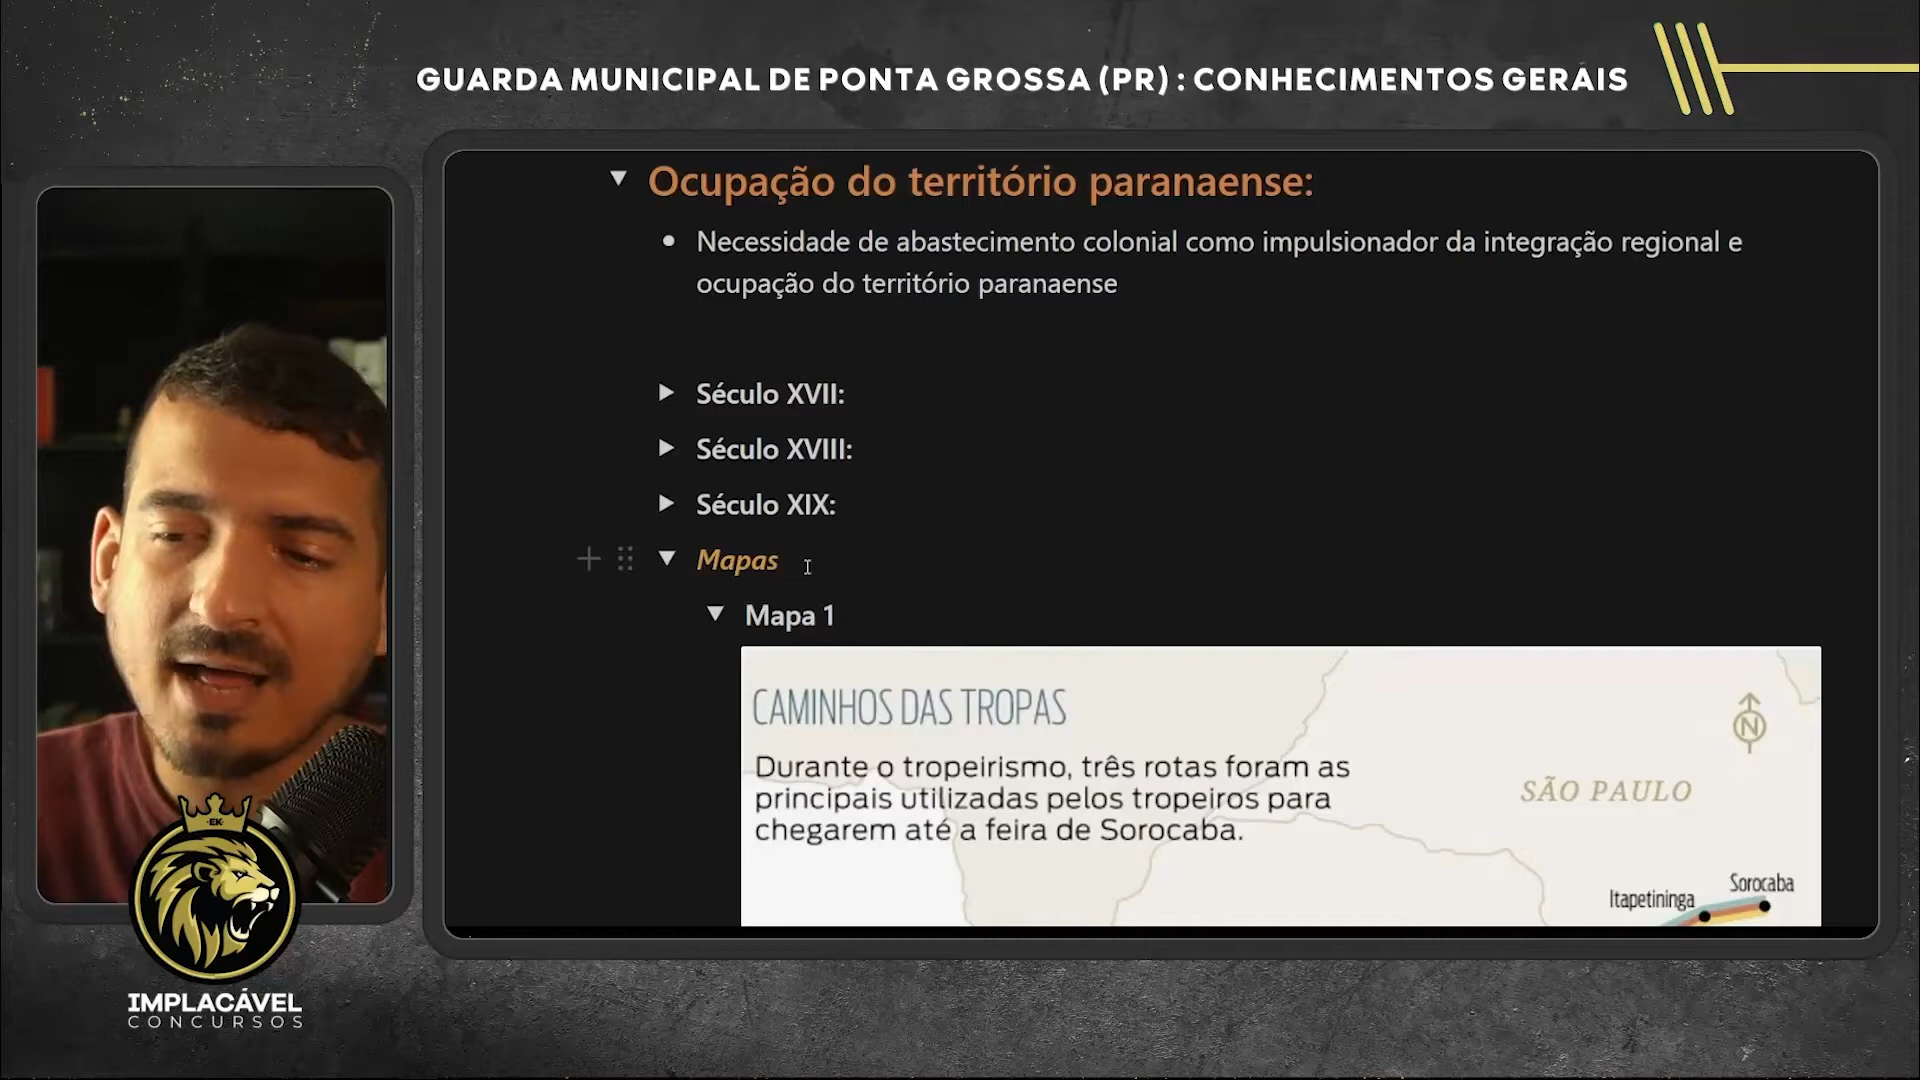 GUARDA MUNICIPAL DE PONTA GROSSA (PR) : CONHECIMENTOS GERAIS
Ocupação do território paranaense:
Necessidade de abastecimento colonial como impulsionador da integração regional e
ocupação do território paranaense
Século XVII:
Século XVIII:
Século XIX:
Mapas
Mapa 1
CAMINHOS DAS TROPAS
N
Durante o tropeirismo, três rotas foram as
principais utilizadas pelos tropeiros para
chegarem até a feira de Sorocaba.
SÃO PAULO
Sorocaba
Itapetininga
EK
IMPLACÁVEL
CONCURSOS